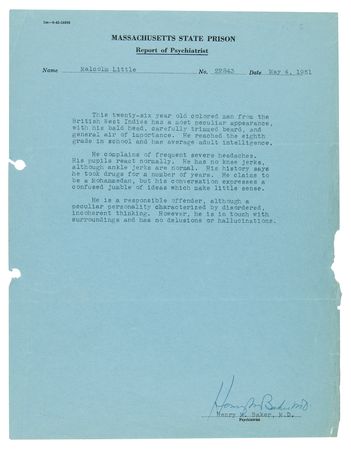 MASSACHUSETTS STATE PRISON
Report of Psychiatrist
Name Malcolm Little No. 22843 Date May 4, 1951
This twenty-six year old colored man from the
British West Indies has a most peculiar appearance,
with his bald head, carefully trimmed beard, and
general air of importance. He reached the eighth
grade in school and has average adult intelligence.
He complains of frequent severe headaches.
His pupils react normally. He has no knee jerks,
although ankle jerks are normal. His history says
he took drugs for a number of years. He claims to
be a Mohammedan, but his conversation expresses a
confused jumble of ideas which make little sense.
He is a responsible offender, although a
peculiar personality characterized by disordered,
incoherent thinking. However, he is in touch with
surroundings and has no delusions or hallucinations.
Henry M. Baker M.D.
Henry M. Baker, M.D.
Psychiatrist